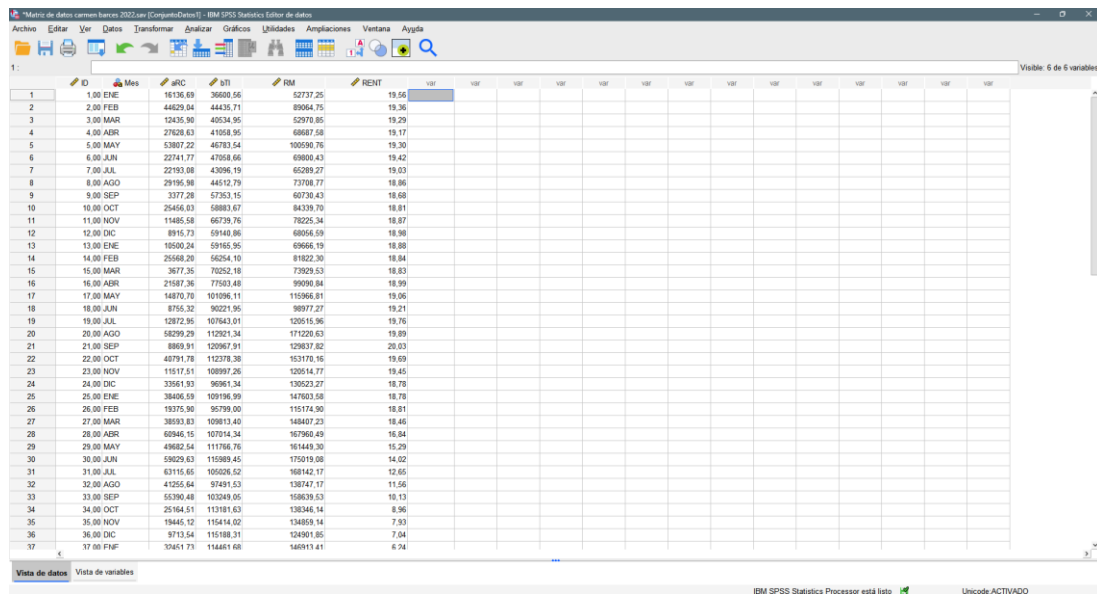 *Matriz de datos carmen barces 2022.sav [ConjuntoDatos1] - IBM SPSS Statistics Editor de datos
Archivo Editar Ver Datos Transformar Analizar Gráficos Utilidades Ampliaciones Ventana Ayuda
1 : Visible: 6 de 6 variables
ID Mes aRC bTI RM RENT var var var var var var var var var var
1 1,00 ENE 16136,69 36600,56 52737,25 19,56
2 2,00 FEB 44629,04 44435,71 89064,75 19,36
3 3,00 MAR 12435,90 40534,95 52970,85 19,29
4 4,00 ABR 27628,63 41058,95 68687,58 19,17
5 5,00 MAY 53807,22 46783,54 100590,76 19,30
6 6,00 JUN 22741,77 47058,66 69800,43 19,42
7 7,00 JUL 22193,08 43096,19 65289,27 19,03
8 8,00 AGO 29195,98 44512,79 73708,77 18,86
9 9,00 SEP 3377,28 57353,15 60730,43 18,68
10 10,00 OCT 25456,03 58883,67 84339,70 18,81
11 11,00 NOV 11485,58 66739,76 78225,34 18,87
12 12,00 DIC 8915,73 59140,86 68056,59 18,98
13 13,00 ENE 10500,24 59165,95 69666,19 18,88
14 14,00 FEB 25568,20 56254,10 81822,30 18,84
15 15,00 MAR 3677,35 70252,18 73929,53 18,83
16 16,00 ABR 21587,36 77503,48 99090,84 18,99
17 17,00 MAY 14870,70 101096,11 115966,81 19,06
18 18,00 JUN 8755,32 90221,95 98977,27 19,21
19 19,00 JUL 12872,95 107643,01 120515,96 19,76
20 20,00 AGO 58299,29 112921,34 171220,63 19,89
21 21,00 SEP 8869,91 120967,91 129837,82 20,03
22 22,00 OCT 40791,78 112378,38 153170,16 19,69
23 23,00 NOV 11517,51 108997,26 120514,77 19,45
24 24,00 DIC 33561,93 96961,34 130523,27 18,78
25 25,00 ENE 38406,59 109196,99 147603,58 18,78
26 26,00 FEB 19375,90 95799,00 115174,90 18,81
27 27,00 MAR 38593,83 109813,40 148407,23 18,46
28 28,00 ABR 60946,15 107014,34 167960,49 16,84
29 29,00 MAY 49682,54 111766,76 161449,30 15,29
30 30,00 JUN 59029,63 115989,45 175019,08 14,02
31 31,00 JUL 63115,65 105026,52 168142,17 12,65
32 32,00 AGO 41255,64 97491,53 138747,17 11,56
33 33,00 SEP 55390,48 103249,05 158639,53 10,13
34 34,00 OCT 25164,51 113181,63 138346,14 8,96
35 35,00 NOV 19445,12 115414,02 134859,14 7,93
36 36,00 DIC 9713,54 115188,31 124901,85 7,04
37 37,00 ENE 32451,73 114461,68 146913,41 6,24
Vista de datos Vista de variables
IBM SPSS Statistics Processor está listo Unicode:ACTIVADO